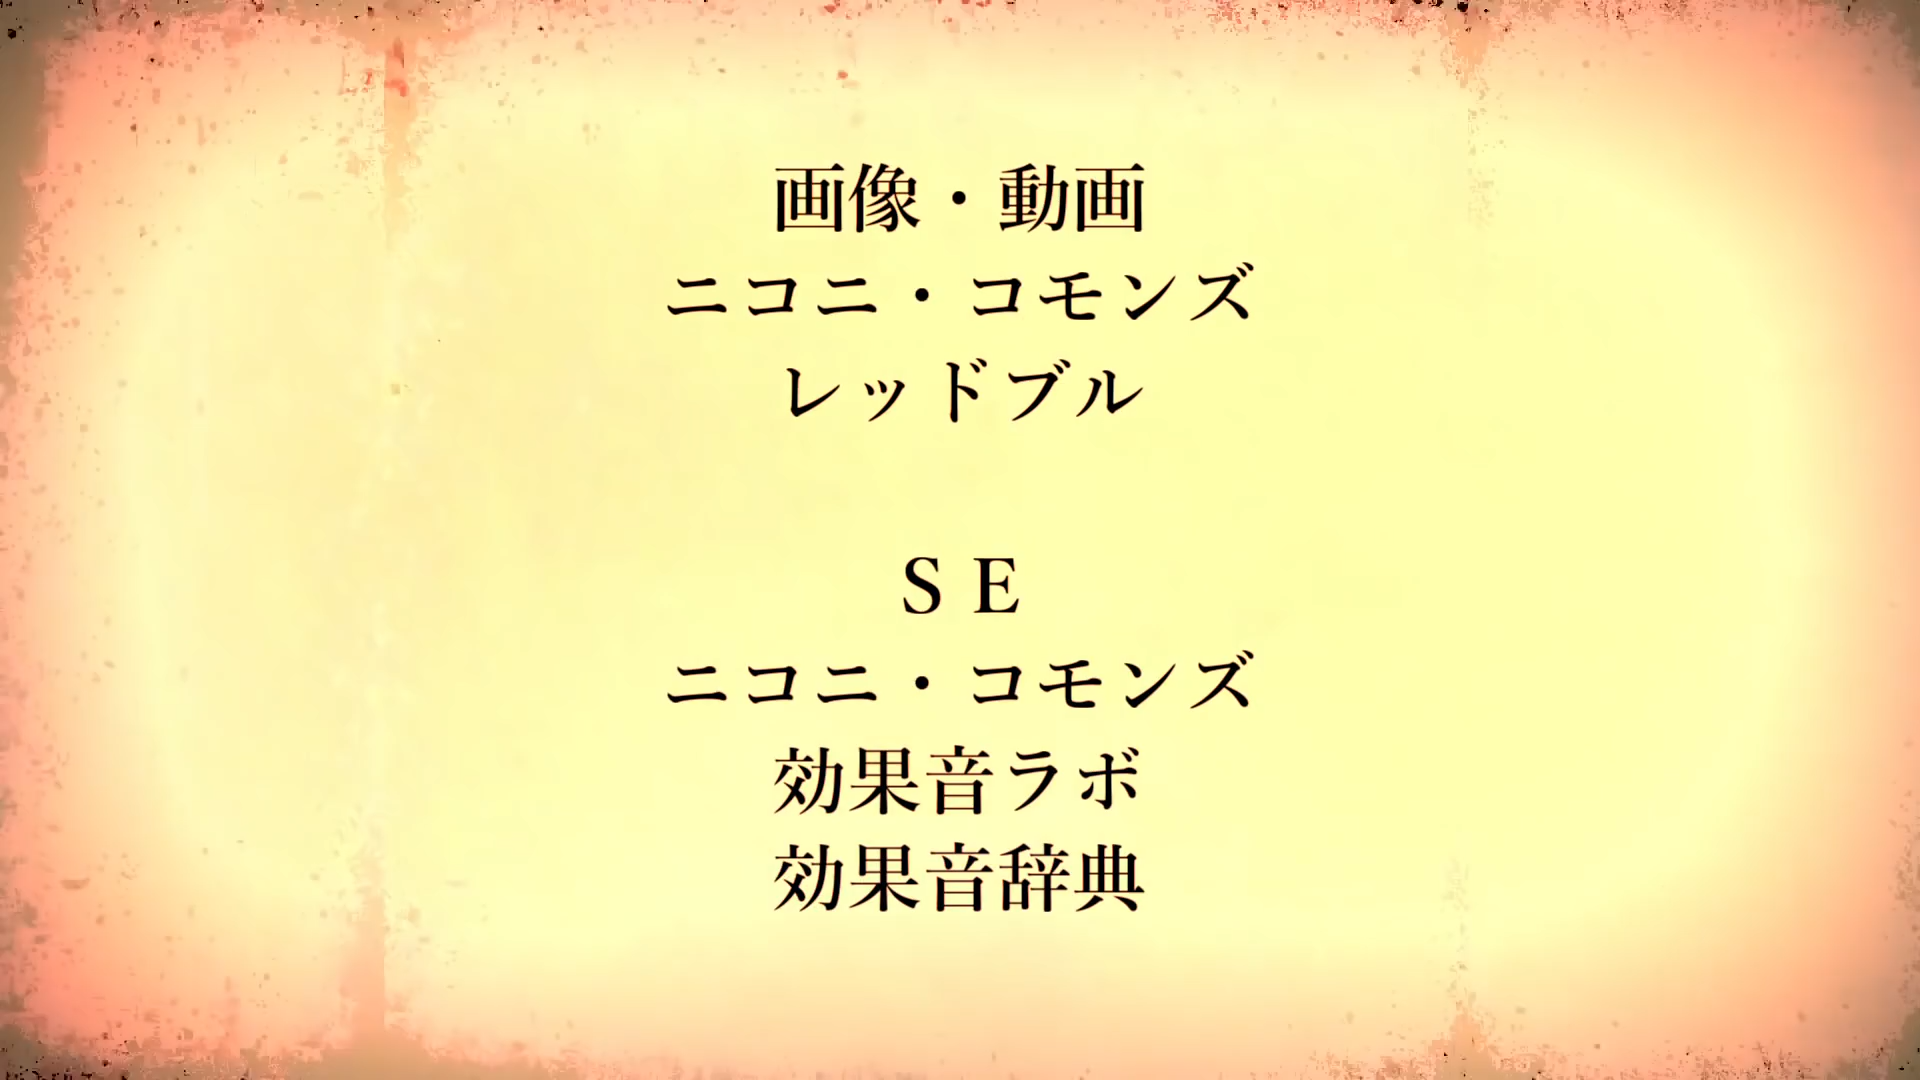 画像・動画
ニコニ・コモンズ
レッドブル
ＳＥ
ニコニ・コモンズ
効果音ラボ
効果音辞典